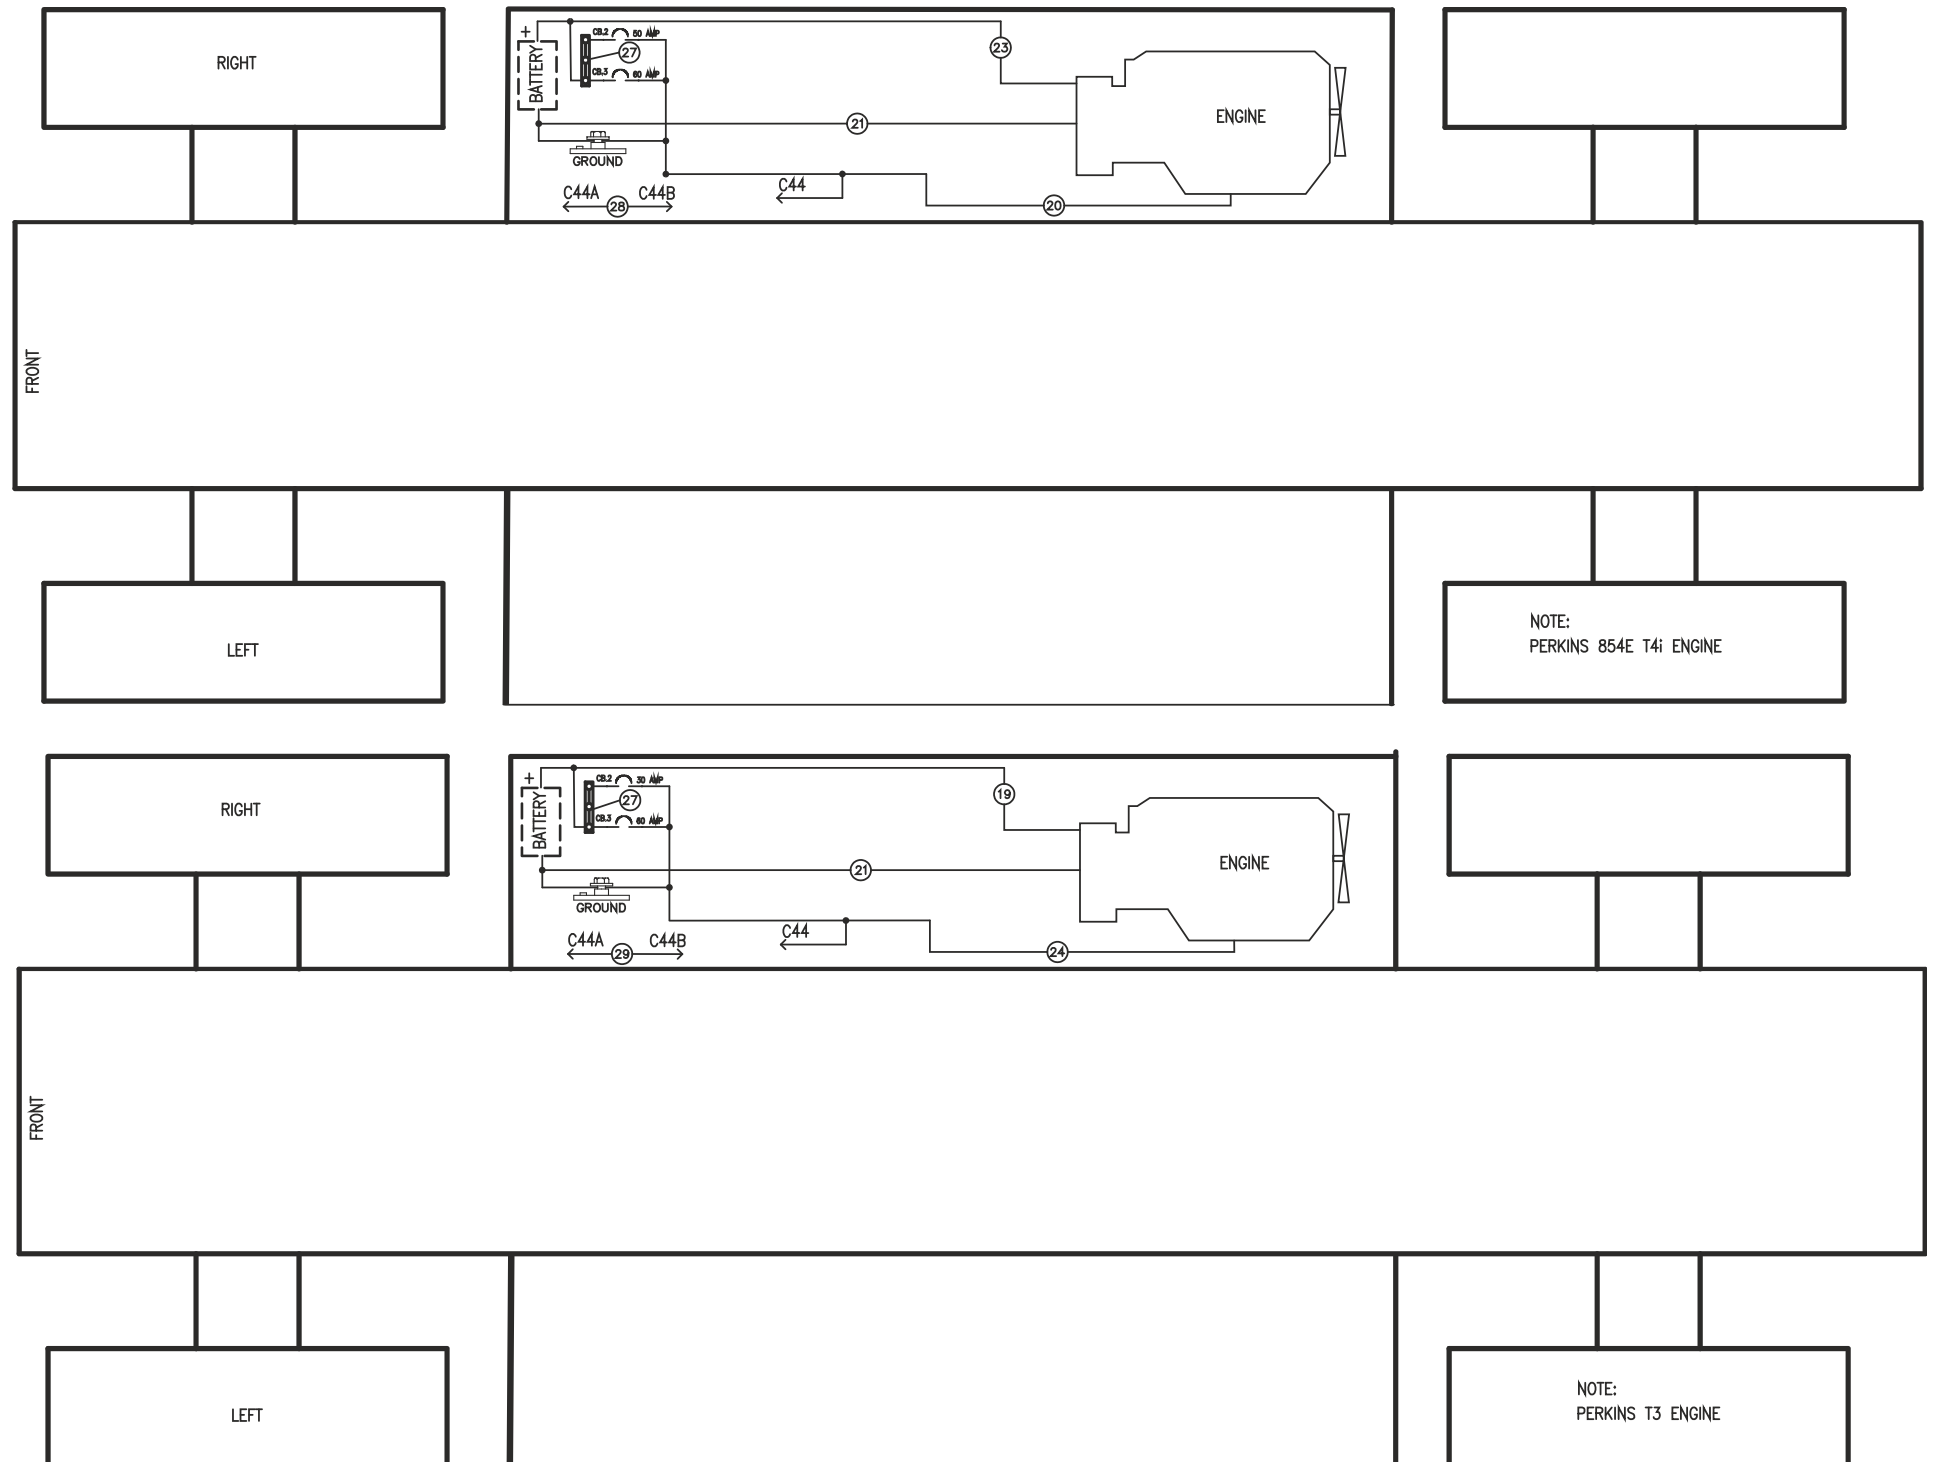 RIGHT
+
BATTERY
CB.2 50 AMP
27
CB.3 60 AMP
23
ENGINE
21
GROUND
C44A 28 C44B
C44
20
FRONT
LEFT
NOTE:
PERKINS 854E T4i ENGINE
RIGHT
+
BATTERY
CB.2 30 AMP
27
CB.3 60 AMP
19
ENGINE
21
GROUND
C44A 29 C44B
C44
24
FRONT
LEFT
NOTE:
PERKINS T3 ENGINE